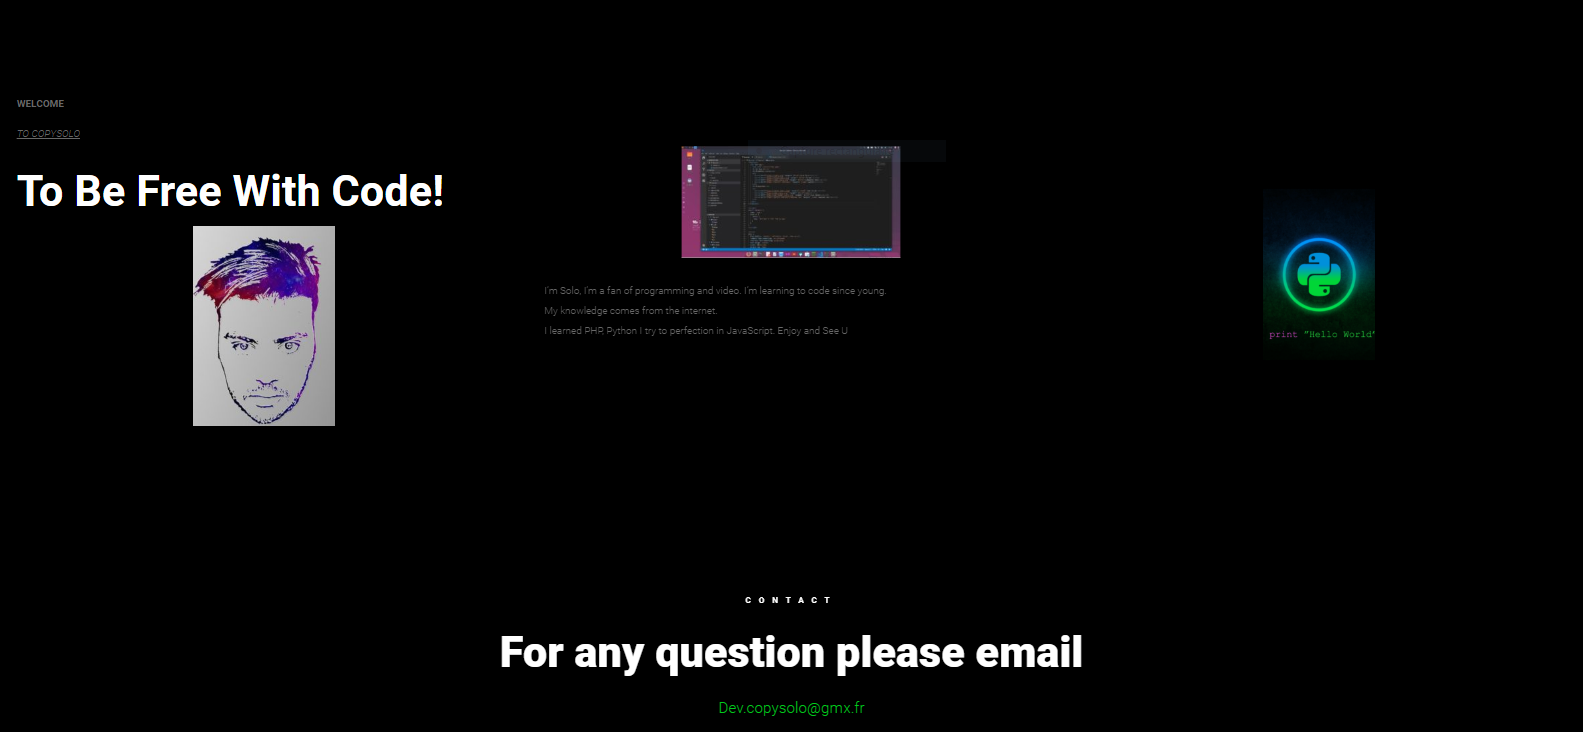 WELCOME
TO COPYSOLO
To Be Free With Code!
I'm Solo, I'm a fan of programming and video. I'm learning to code since young.
My knowledge comes from the internet.
I learned PHP, Python I try to perfection in JavaScript. Enjoy and See U
print "Hello World"
CONTACT
For any question please email
Dev.copysolo@gmx.fr